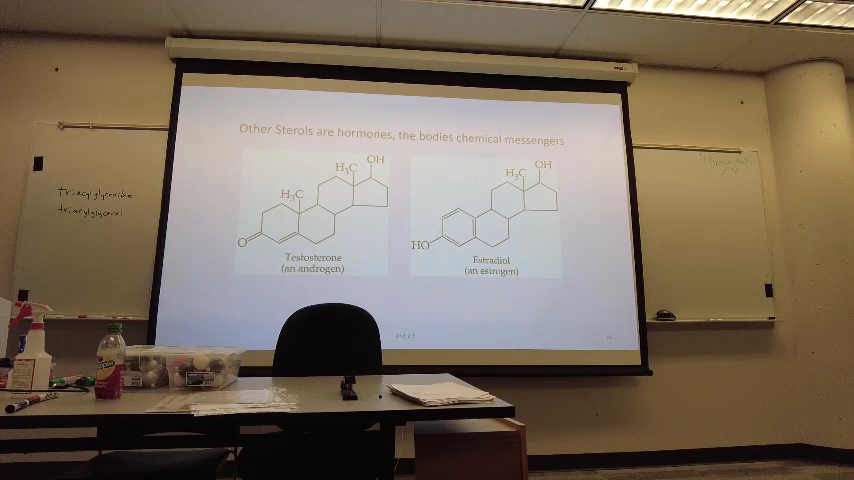 Other Sterols are hormones, the bodies chemical messengers
H₃C
OH
H₃C
O
Testosterone
(an androgen)
H₃C
OH
HO
Estradiol
(an estrogen)
triacylglyceride
triacylglycerol